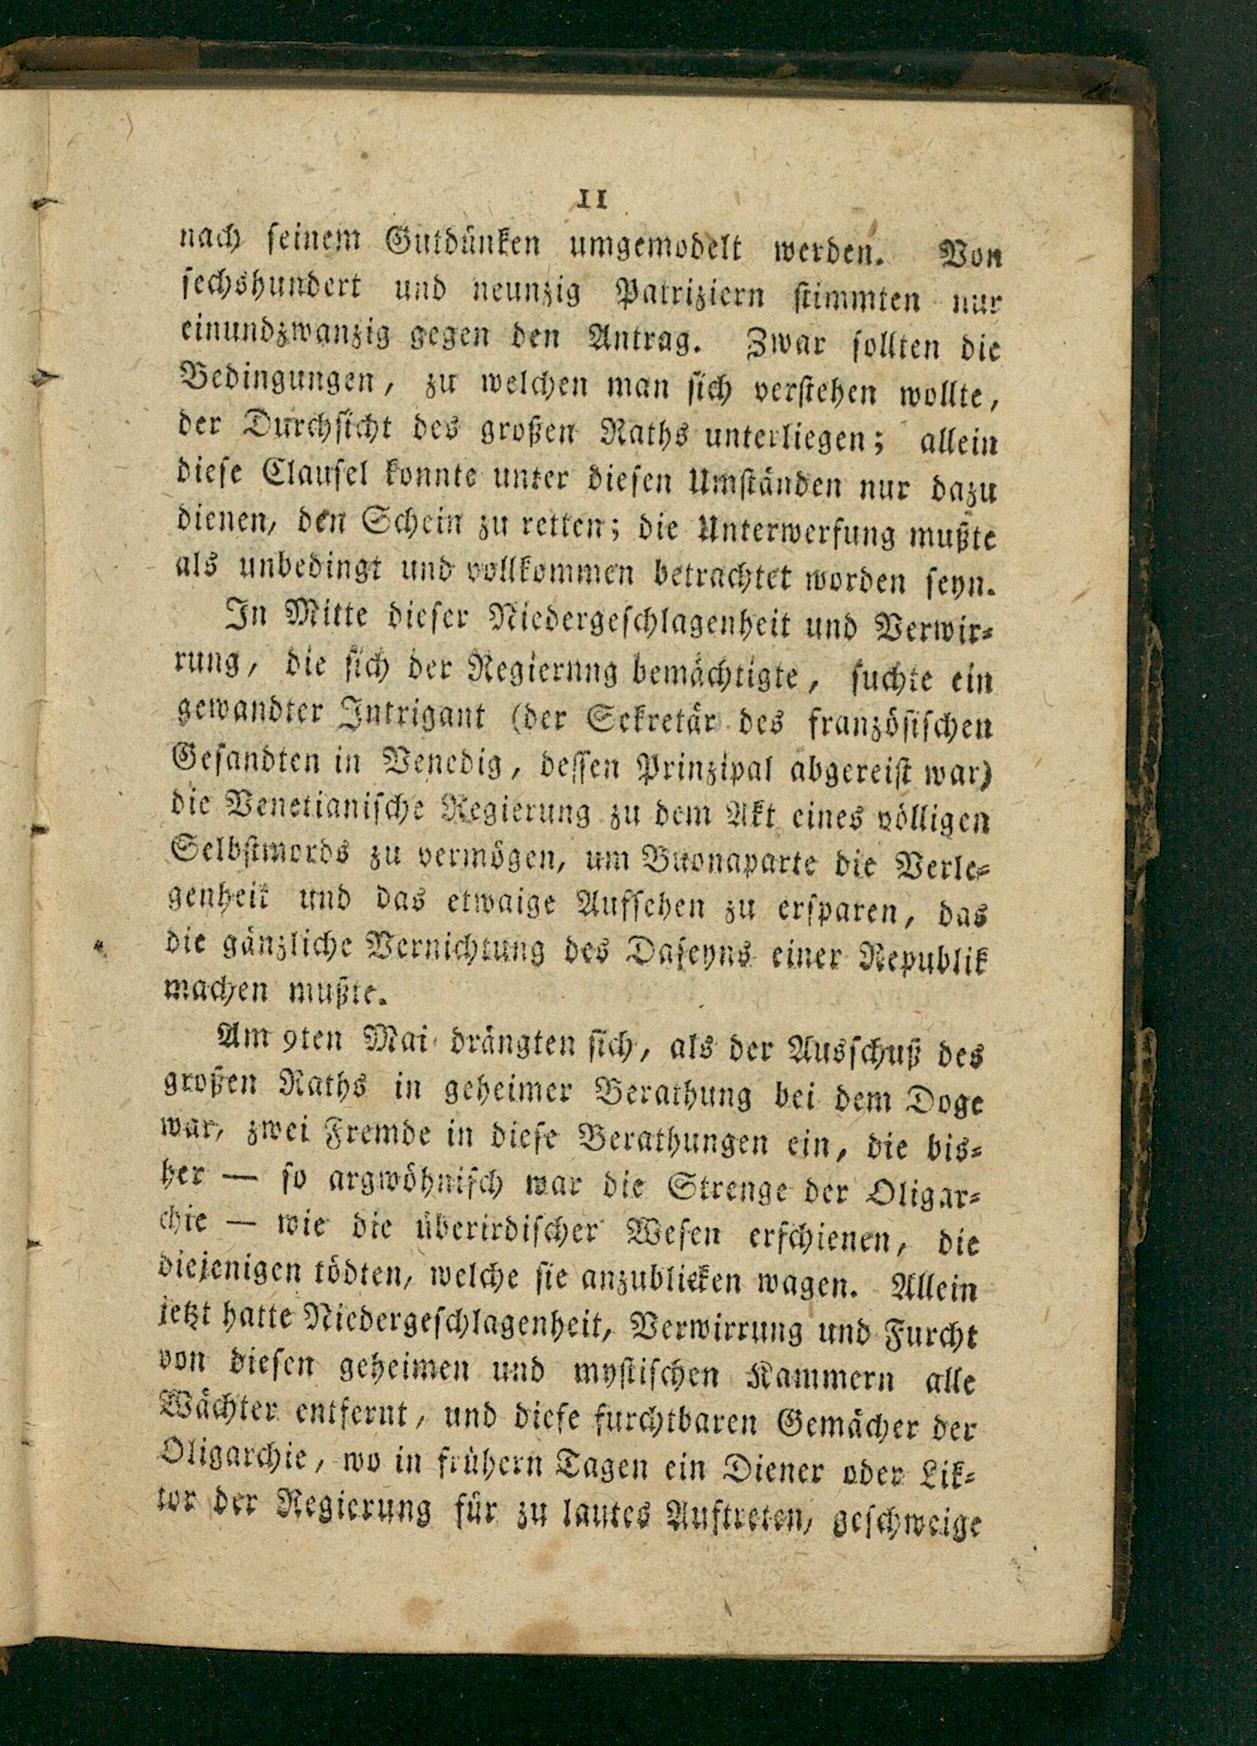 11
nach seinem Gutdünken umgemodelt werden. Von
sechshundert und neunzig Patriziern stimmten nur
einundzwanzig gegen den Antrag. Zwar sollten die
Bedingungen, zu welchen man sich verstehen wollte,
der Durchsicht des großen Raths unterliegen; allein
diese Clausel konnte unter diesen Umständen nur dazu
dienen, den Schein zu retten; die Unterwerfung mußte
als unbedingt und vollkommen betrachtet worden seyn.
In Mitte dieser Niedergeschlagenheit und Verwir-
rung, die sich der Regierung bemächtigte, suchte ein
gewandter Intrigant (der Sekretär des französischen
Gesandten in Venedig, dessen Prinzipal abgereist war)
die Venetianische Regierung zu dem Akt eines völligen
Selbstmords zu vermögen, um Buonaparte die Verle-
genheit und das etwaige Aufsehen zu ersparen, das
die gänzliche Vernichtung des Daseyns einer Republik
machen mußte.
Am 9ten Mai drängten sich, als der Ausschuß des
großen Raths in geheimer Berathung bei dem Doge
war, zwei Fremde in diese Berathungen ein, die bis-
her — so argwöhnisch war die Strenge der Oligar-
chie — wie die überirdischer Wesen erschienen, die
diejenigen tödten, welche sie anzublicken wagen. Allein
jetzt hatte Niedergeschlagenheit, Verwirrung und Furcht
von diesen geheimen und mystischen Kammern alle
Wächter entfernt, und diese furchtbaren Gemächer der
Oligarchie, wo in frühern Tagen ein Diener oder Lik-
tor der Regierung für zu lautes Auftreten, geschweige